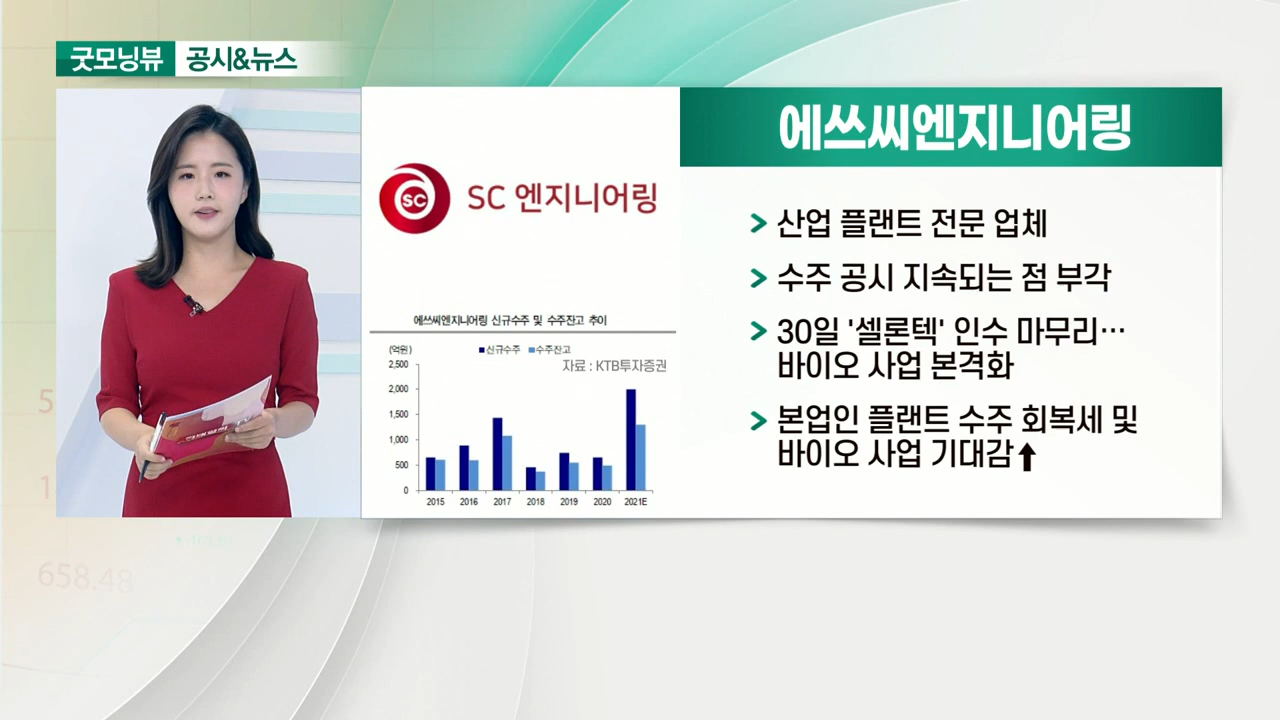 굿모닝뷰 공시&뉴스
에쓰씨엔지니어링
SC SC 엔지니어링
> 산업 플랜트 전문 업체
> 수주 공시 지속되는 점 부각
> 30일 '셀론텍' 인수 마무리…
바이오 사업 본격화
> 본업인 플랜트 수주 회복세 및
바이오 사업 기대감↑
에쓰씨엔지니어링 신규수주 및 수주잔고 추이
(억원) 신규수주 수주잔고
자료 : KTB투자증권
2,500
2,000
1,500
1,000
500
0
2015 2016 2017 2018 2019 2020 2021E
658.48